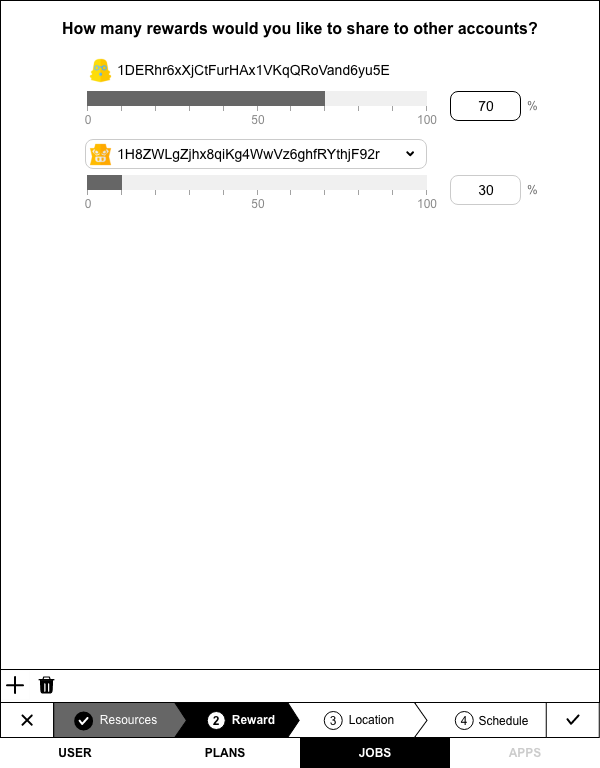 How many rewards would you like to share to other accounts?
1DERhr6xXjCtFurHAx1VKqQRoVand6yu5E
0 50 100 70 %
1H8ZWLgZjhx8qiKg4WwVz6ghfRYthjF92r
0 50 100 30 %
Resources 2 Reward 3 Location 4 Schedule
USER PLANS JOBS APPS